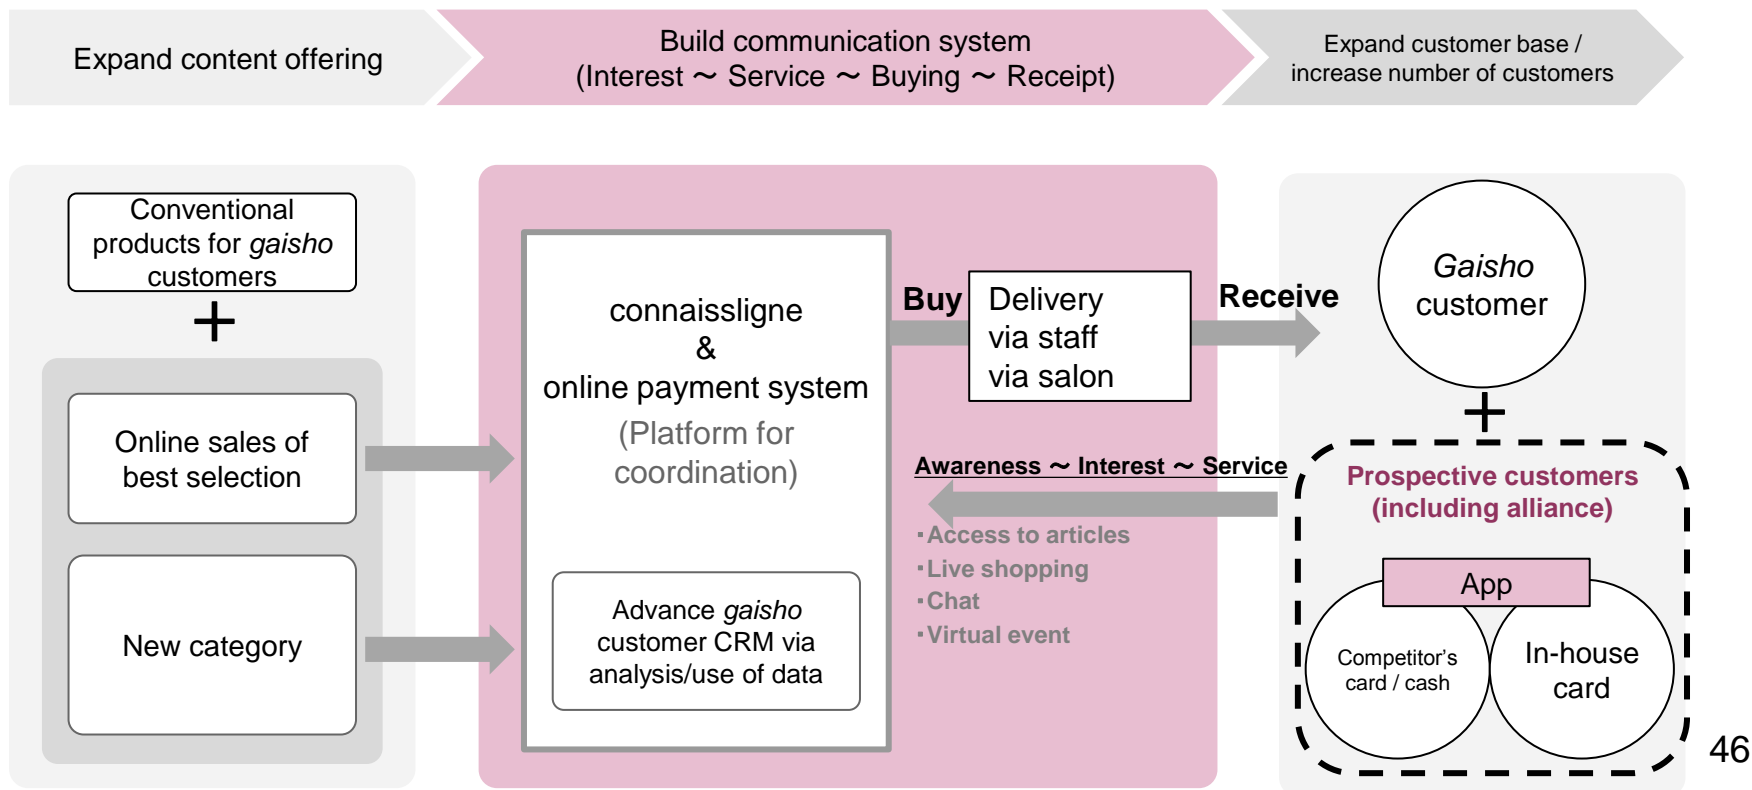 Expand content offering
Build communication system
(Interest ～ Service ～ Buying ～ Receipt)
Expand customer base /
increase number of customers
Conventional
products for gaisho
customers
+
Online sales of
best selection
New category
connaissligne
&
online payment system
(Platform for
coordination)
Advance gaisho
customer CRM via
analysis/use of data
Buy
Delivery
via staff
via salon
Receive
Awareness ～ Interest ～ Service
・Access to articles
・Live shopping
・Chat
・Virtual event
Gaisho
customer
+
Prospective customers
(including alliance)
App
Competitor’s
card / cash
In-house
card
46